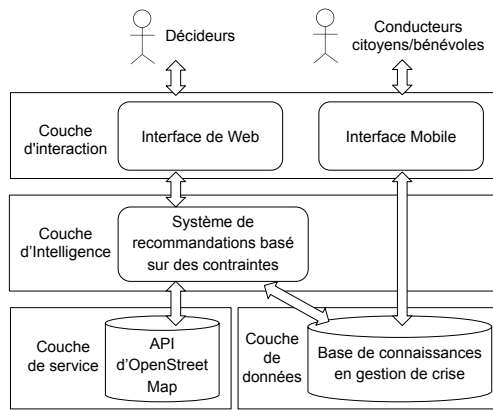 Décideurs
Conducteurs
citoyens/bénévoles
Couche
d'interaction
Interface de Web
Interface Mobile
Couche
d'Intelligence
Système de
recommandations basé
sur des contraintes
Couche
de service
API
d'OpenStreet
Map
Couche
de
données
Base de connaissances
en gestion de crise